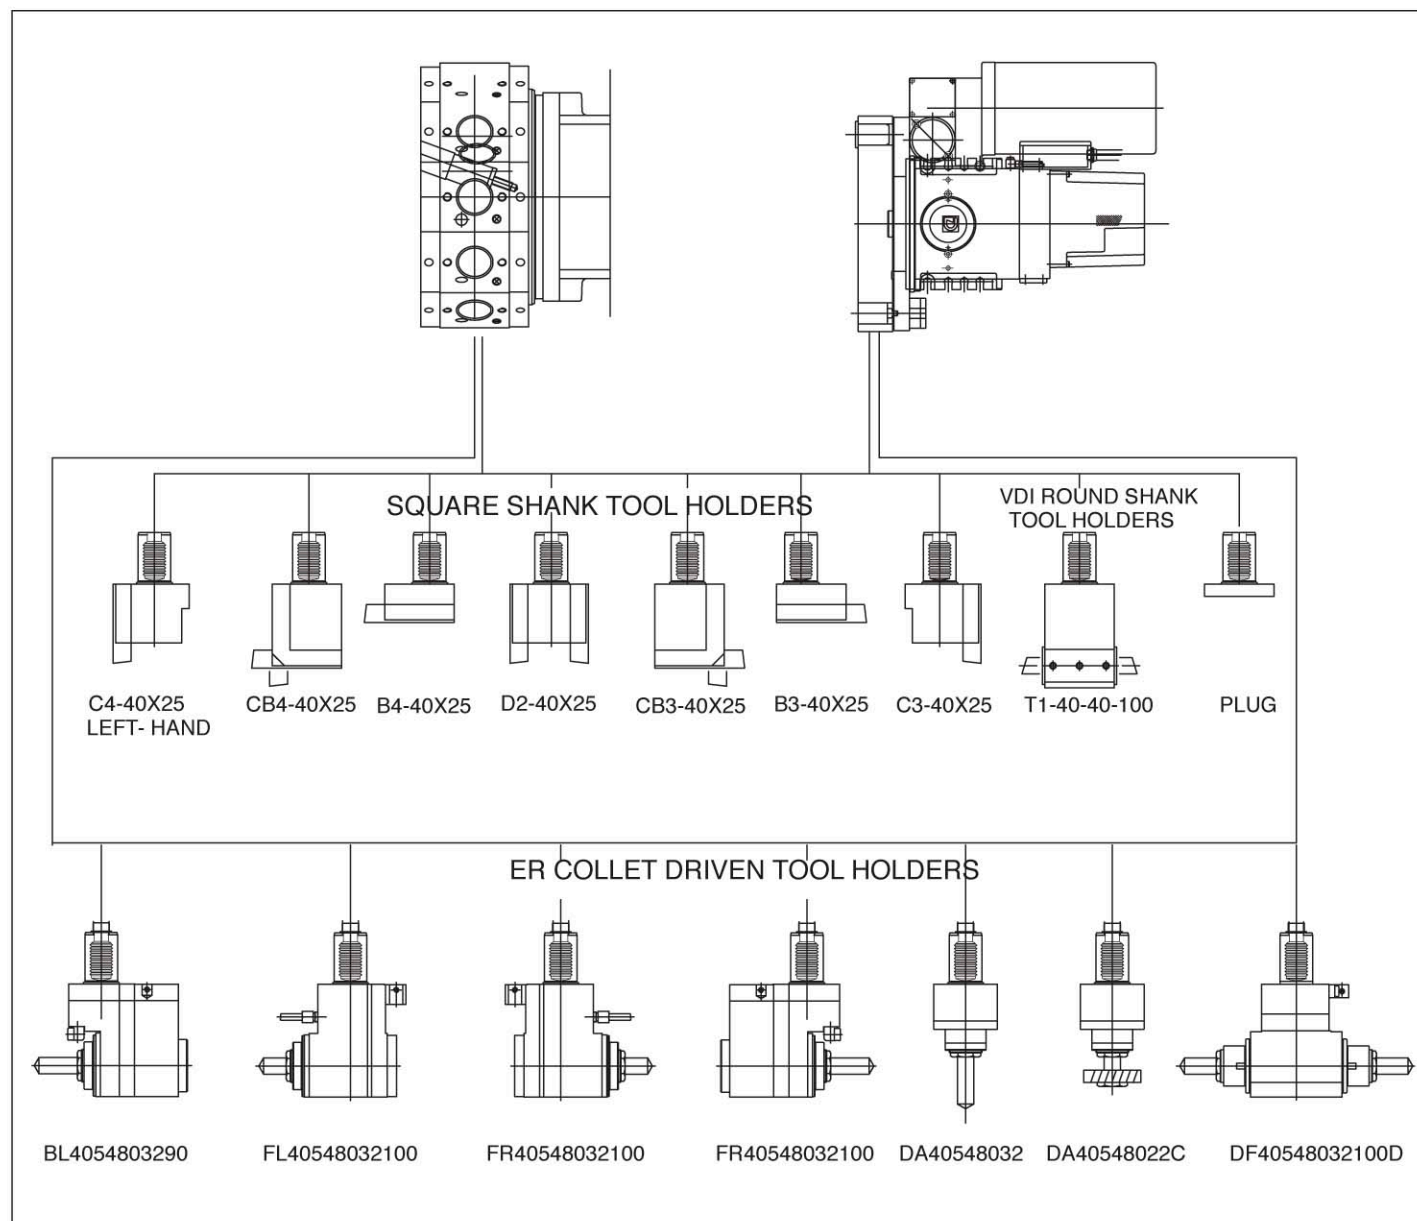 SQUARE SHANK TOOL HOLDERS
VDI ROUND SHANK
TOOL HOLDERS
C4-40X25
LEFT- HAND
CB4-40X25
B4-40X25
D2-40X25
CB3-40X25
B3-40X25
C3-40X25
T1-40-40-100
PLUG
ER COLLET DRIVEN TOOL HOLDERS
BL4054803290
FL40548032100
FR40548032100
FR40548032100
DA40548032
DA40548022C
DF40548032100D